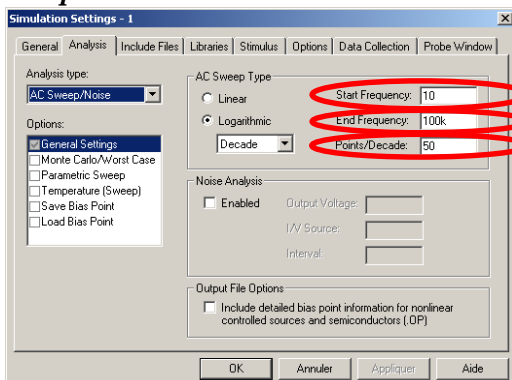 Simulation Settings - 1
General Analysis Include Files Libraries Stimulus Options Data Collection Probe Window
Analysis type:
AC Sweep/Noise
Options:
General Settings
Monte Carlo/Worst Case
Parametric Sweep
Temperature (Sweep)
Save Bias Point
Load Bias Point
AC Sweep Type
Linear
Logarithmic
Decade
Start Frequency: 10
End Frequency: 100k
Points/Decade: 50
Noise Analysis
Enabled
Output Voltage:
I/V Source:
Interval:
Output File Options
Include detailed bias point information for nonlinear
controlled sources and semiconductors (.OP)
OK Annuler Appliquer Aide